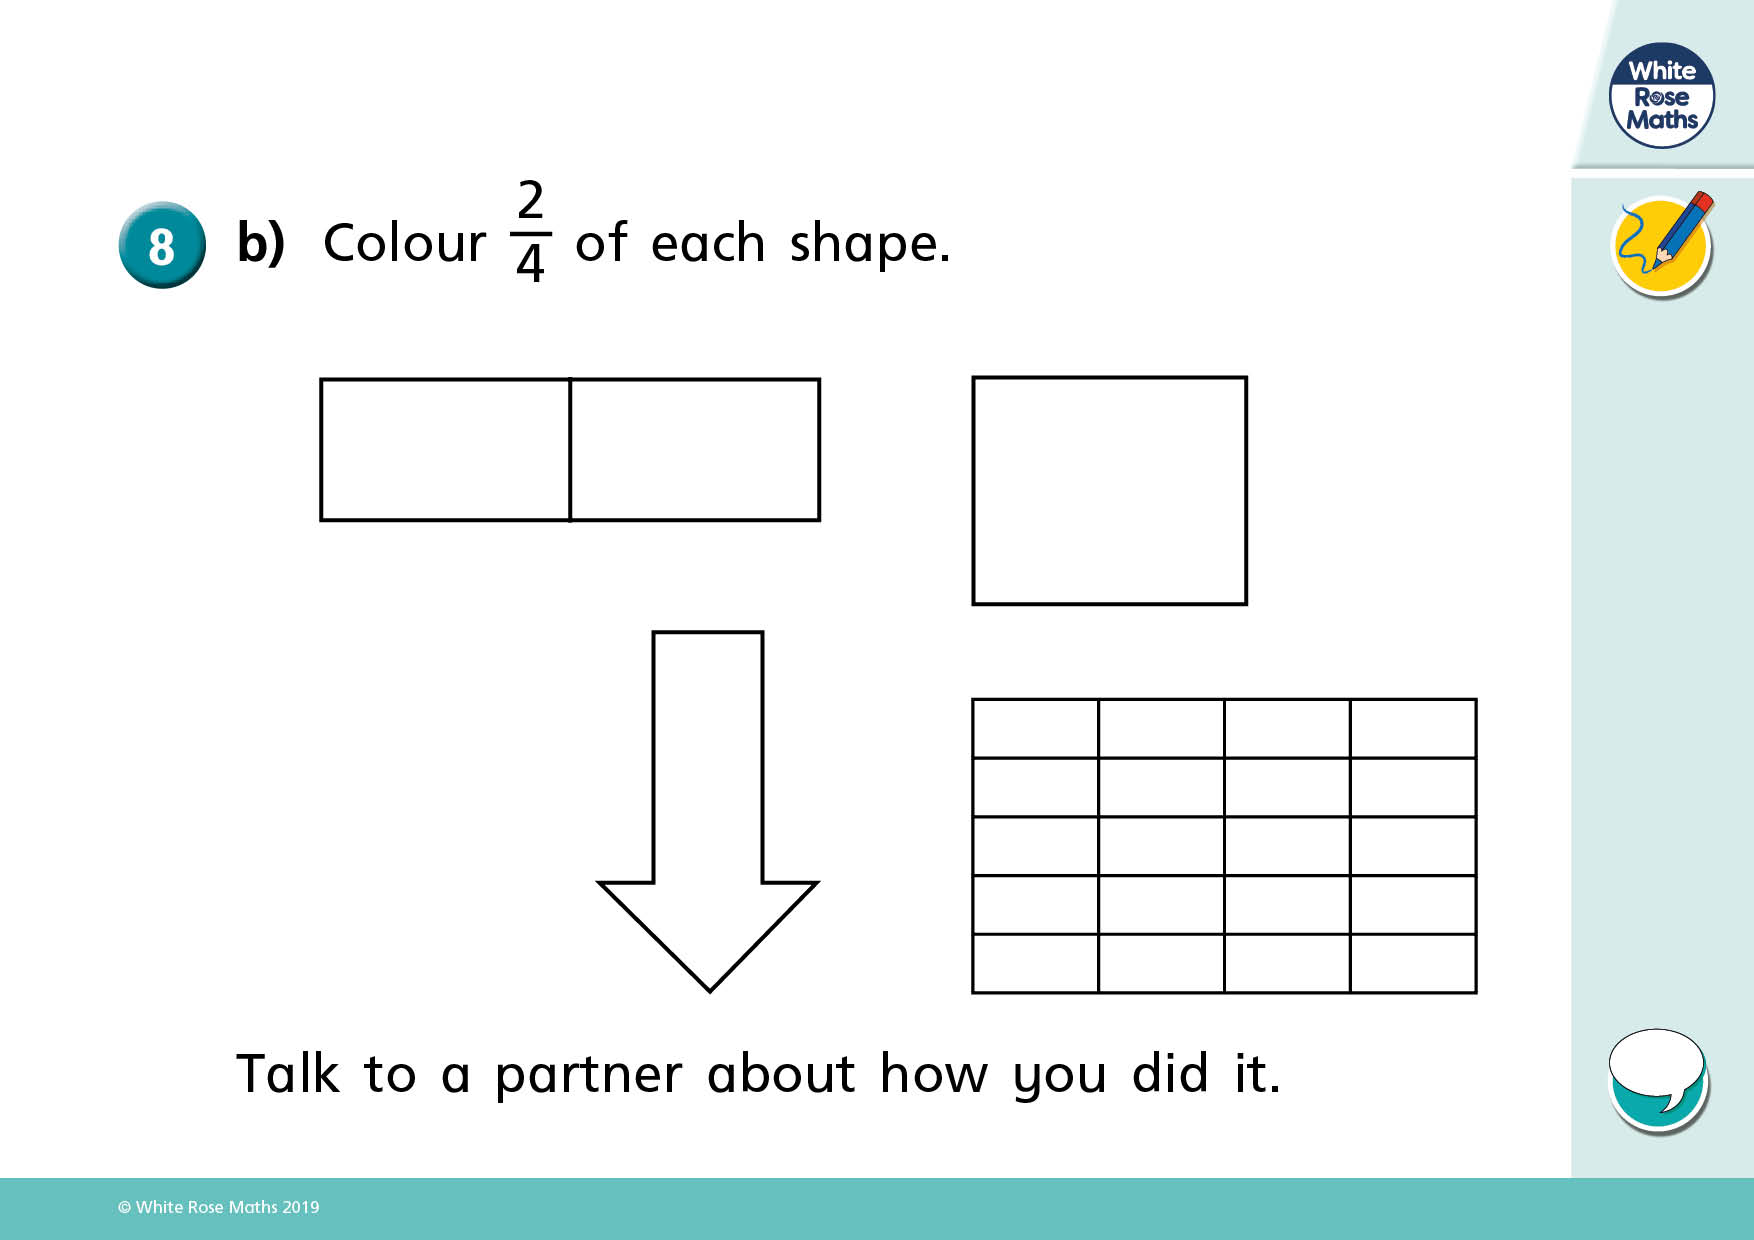 White
Rose
Maths
8 b) Colour 2/4 of each shape.
Talk to a partner about how you did it.
© White Rose Maths 2019